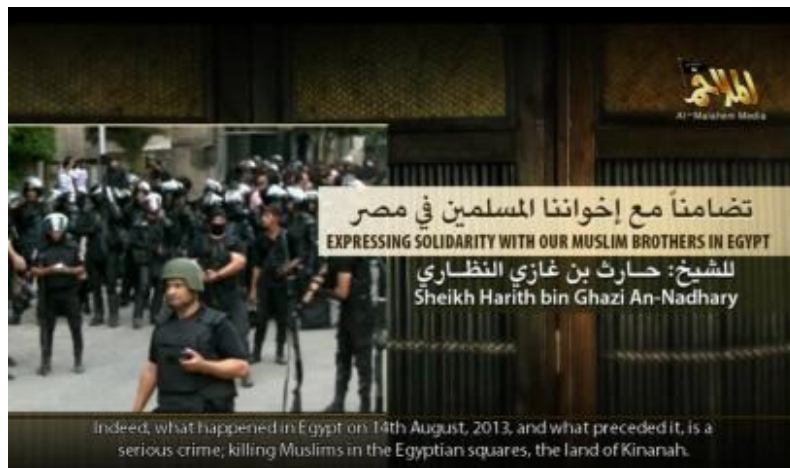 الملاحم
Al-Malahem Media
تضامناً مع إخواننا المسلمين في مصر
EXPRESSING SOLIDARITY WITH OUR MUSLIM BROTHERS IN EGYPT
للشيخ: حــارث بن غازي النظــاري
Sheikh Harith bin Ghazi An-Nadhary
Indeed, what happened in Egypt on 14th August, 2013, and what preceded it, is a
serious crime; killing Muslims in the Egyptian squares, the land of Kinanah.